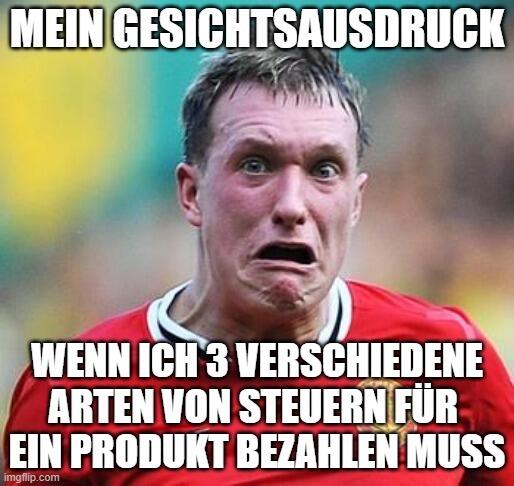 MEIN GESICHTSAUSDRUCK
WENN ICH 3 VERSCHIEDENE
ARTEN VON STEUERN FÜR
EIN PRODUKT BEZAHLEN MUSS
imgflip.com